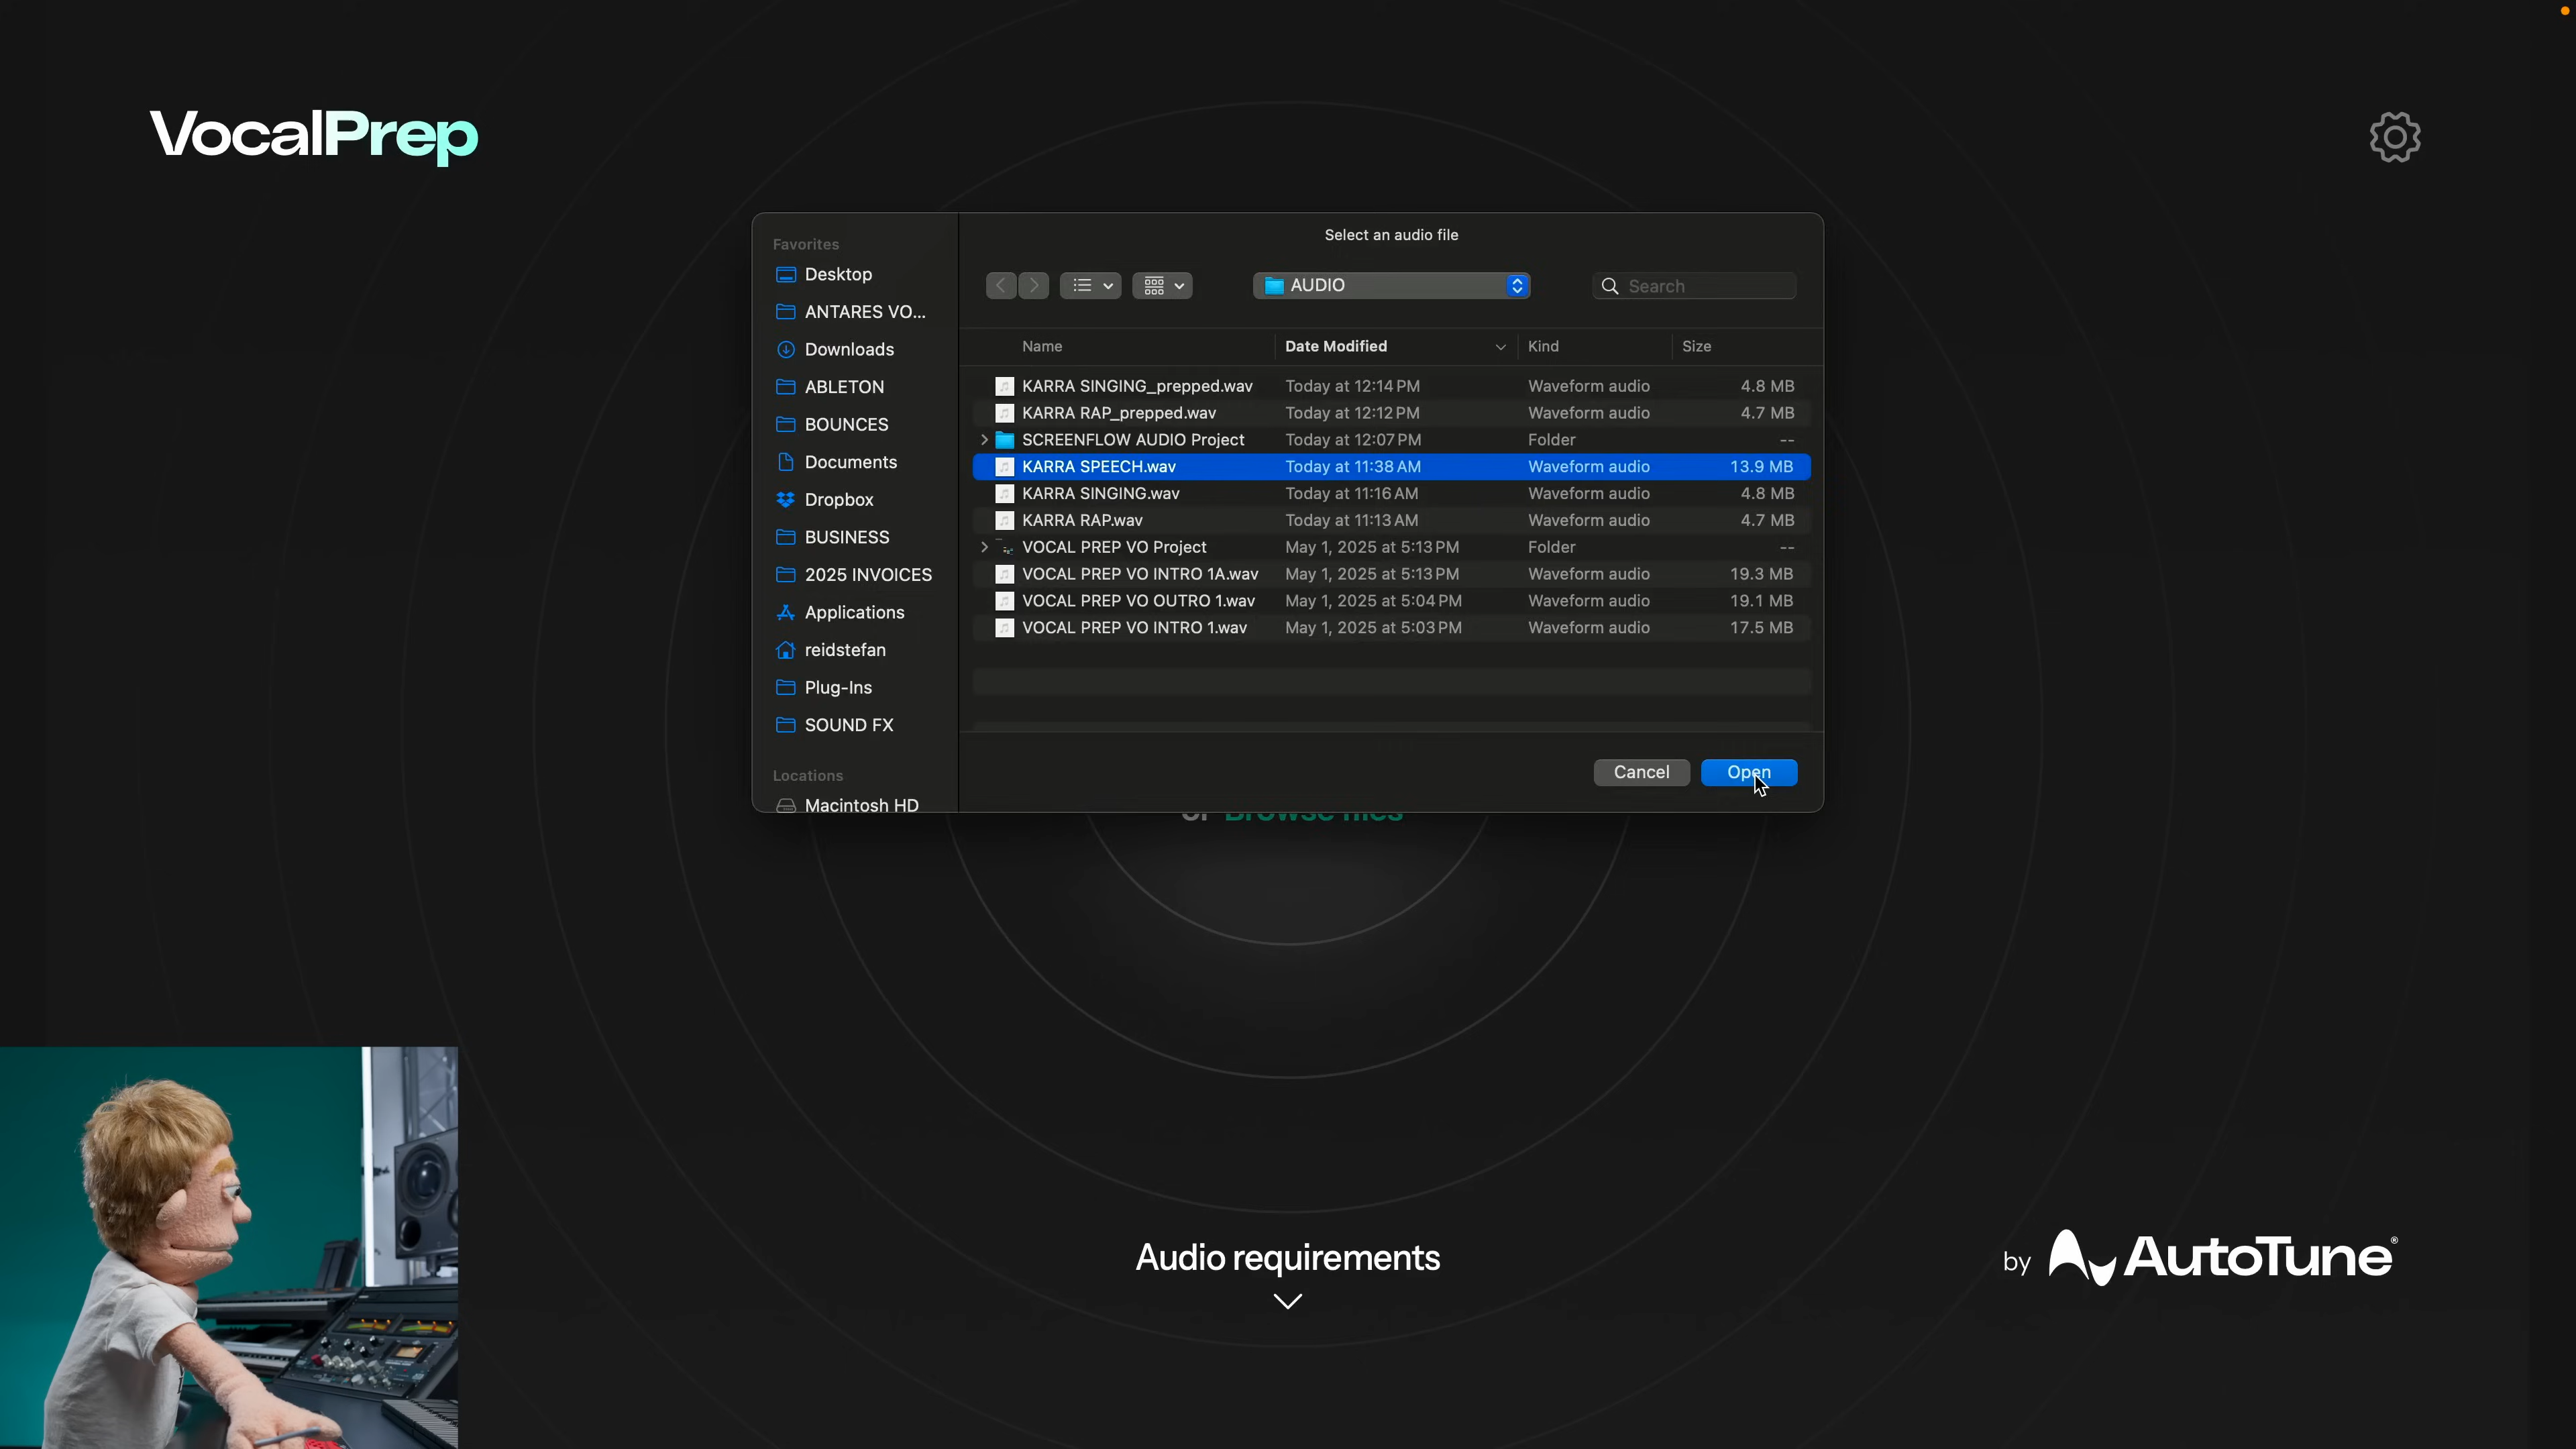 VocalPrep
Select an audio file
Favorites
Desktop
ANTARES VO...
Downloads
ABLETON
BOUNCES
Documents
Dropbox
BUSINESS
2025 INVOICES
Applications
reidstefan
Plug-Ins
SOUND FX
Locations
Macintosh HD
AUDIO
Search
Name Date Modified Kind Size
KARRA SINGING_prepped.wav Today at 12:14 PM Waveform audio 4.8 MB
KARRA RAP_prepped.wav Today at 12:12 PM Waveform audio 4.7 MB
SCREENFLOW AUDIO Project Today at 12:07 PM Folder --
KARRA SPEECH.wav Today at 11:38 AM Waveform audio 13.9 MB
KARRA SINGING.wav Today at 11:16 AM Waveform audio 4.8 MB
KARRA RAP.wav Today at 11:13 AM Waveform audio 4.7 MB
VOCAL PREP VO Project May 1, 2025 at 5:13 PM Folder --
VOCAL PREP VO INTRO 1A.wav May 1, 2025 at 5:13 PM Waveform audio 19.3 MB
VOCAL PREP VO OUTRO 1.wav May 1, 2025 at 5:04 PM Waveform audio 19.1 MB
VOCAL PREP VO INTRO 1.wav May 1, 2025 at 5:03 PM Waveform audio 17.5 MB
Cancel Open
or Browse files
Audio requirements
by AutoTune®